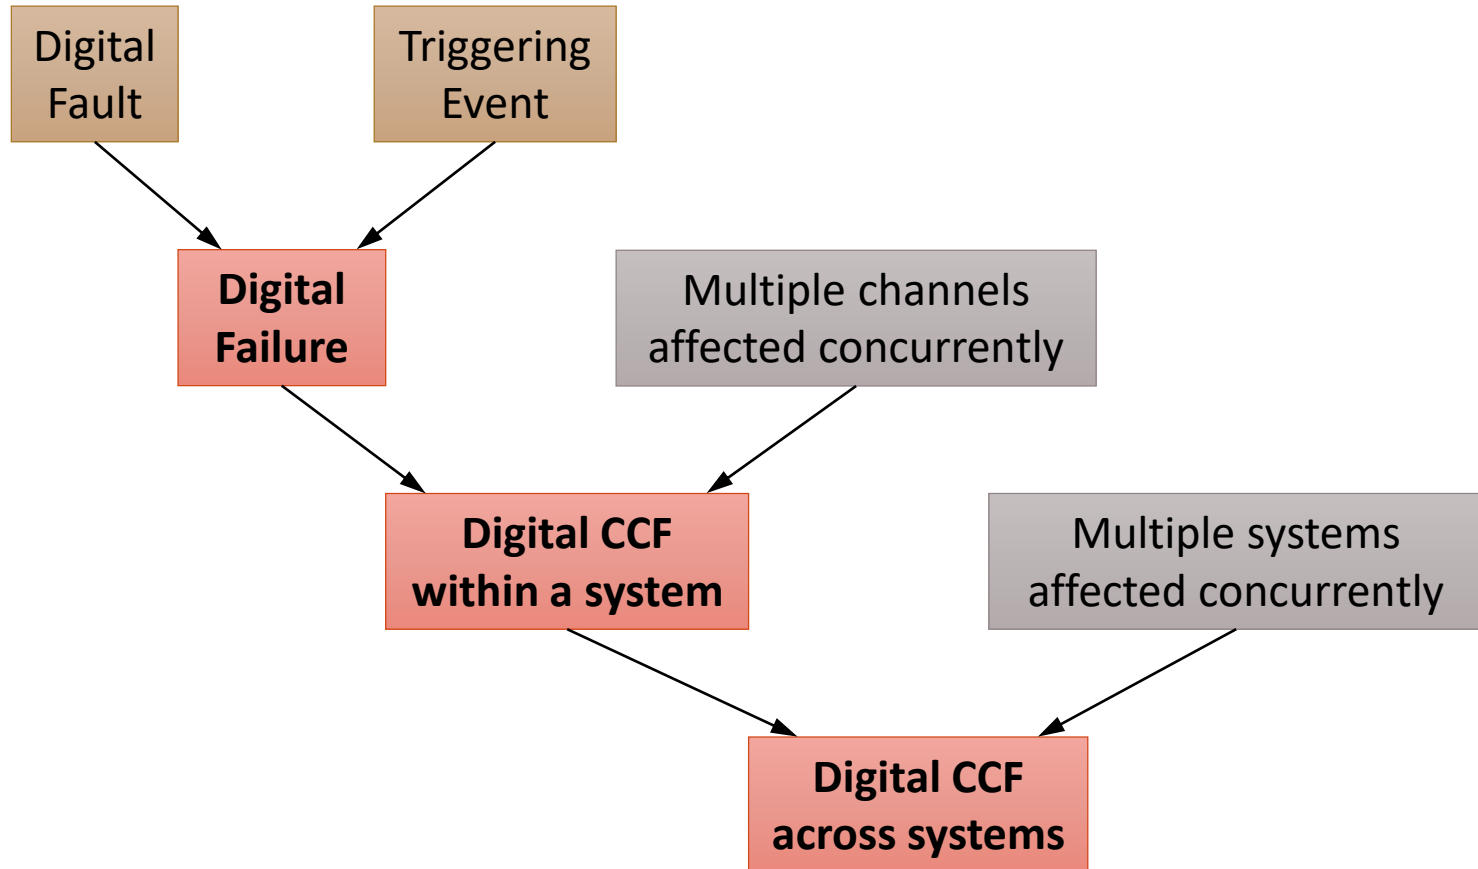 Digital
Fault
Triggering
Event
Digital
Failure
Multiple channels
affected concurrently
Digital CCF
within a system
Multiple systems
affected concurrently
Digital CCF
across systems